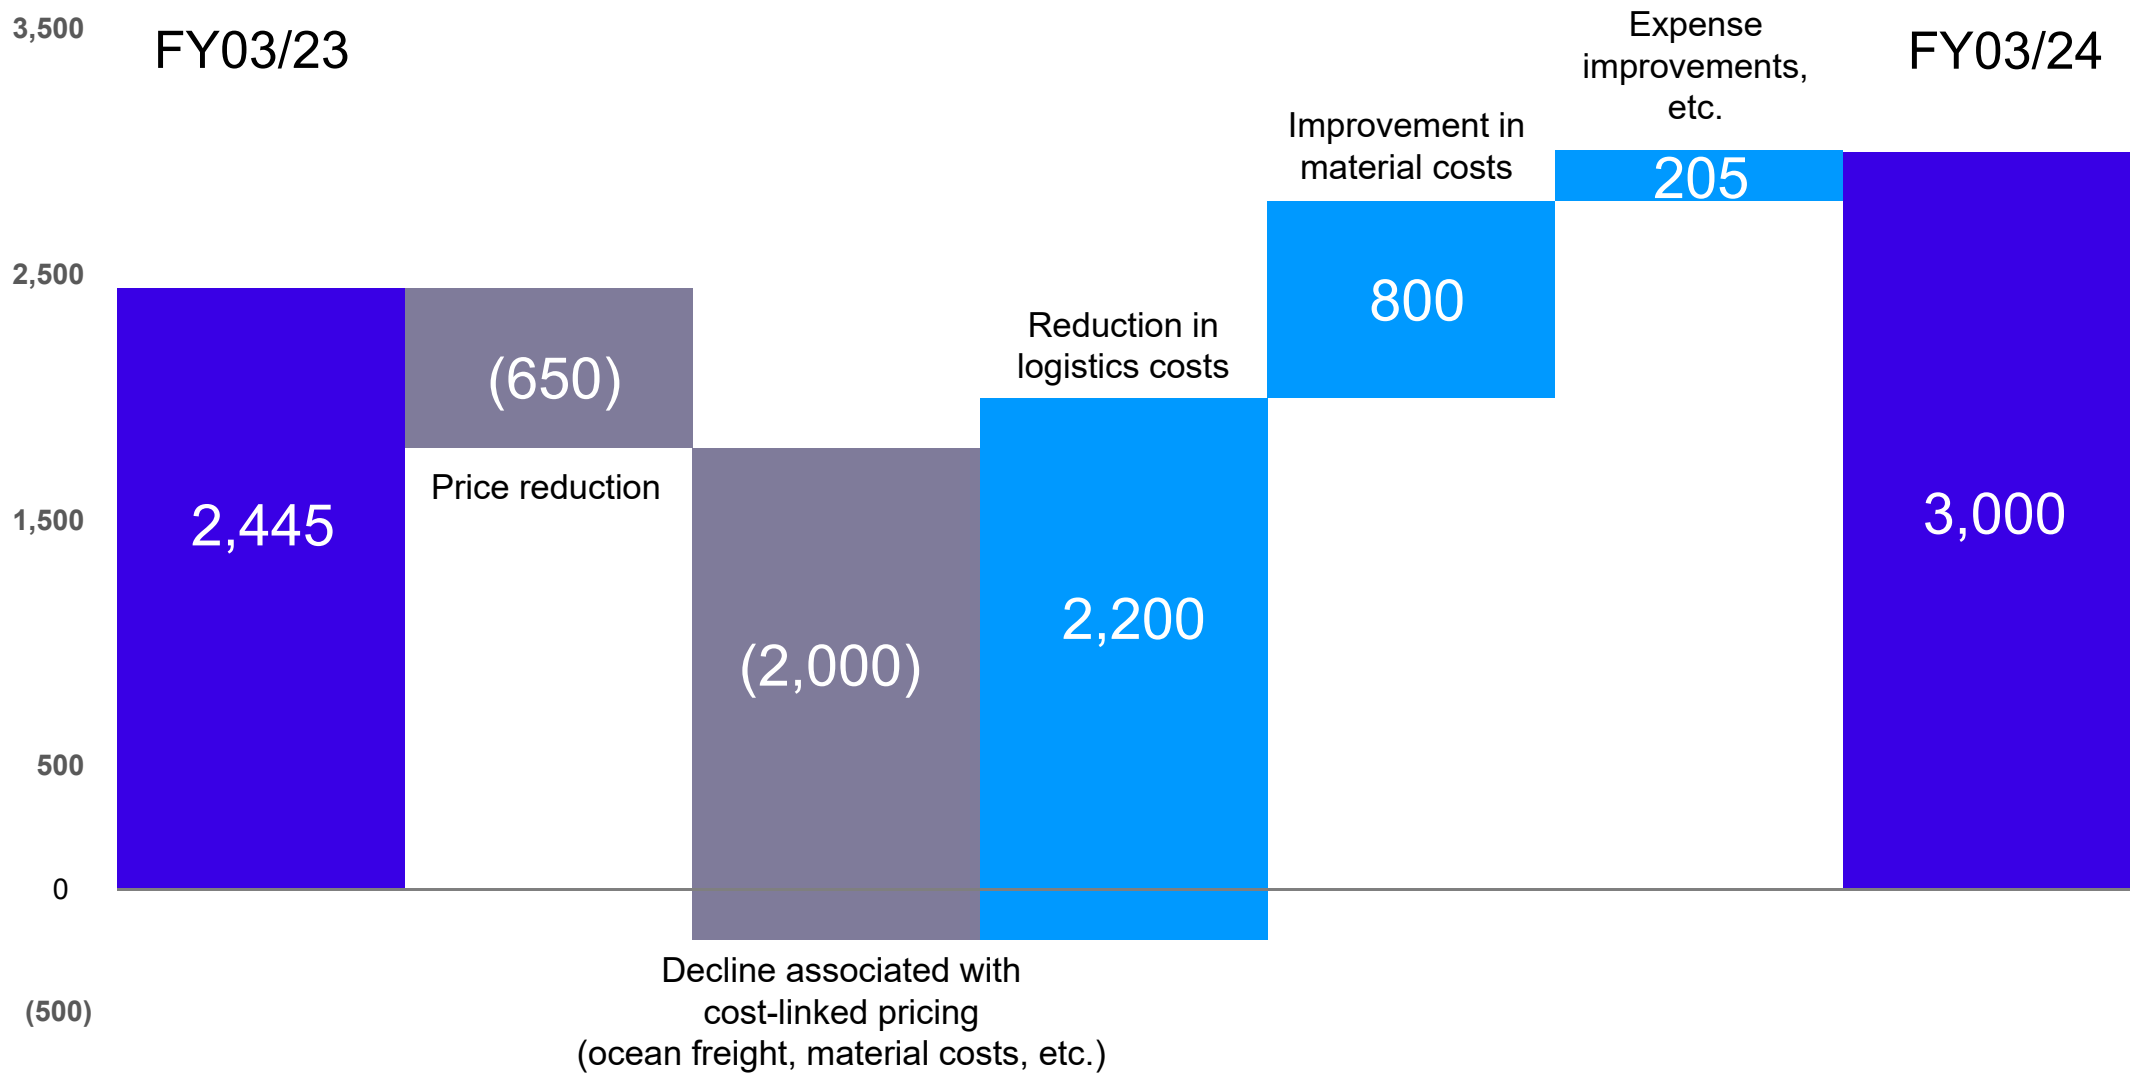 3,500
2,500
1,500
500
0
(500)
FY03/23
2,445
(650)
Price reduction
(2,000)
Decline associated with
cost-linked pricing
(ocean freight, material costs, etc.)
Reduction in
logistics costs
2,200
Improvement in
material costs
800
Expense
improvements,
etc.
205
FY03/24
3,000